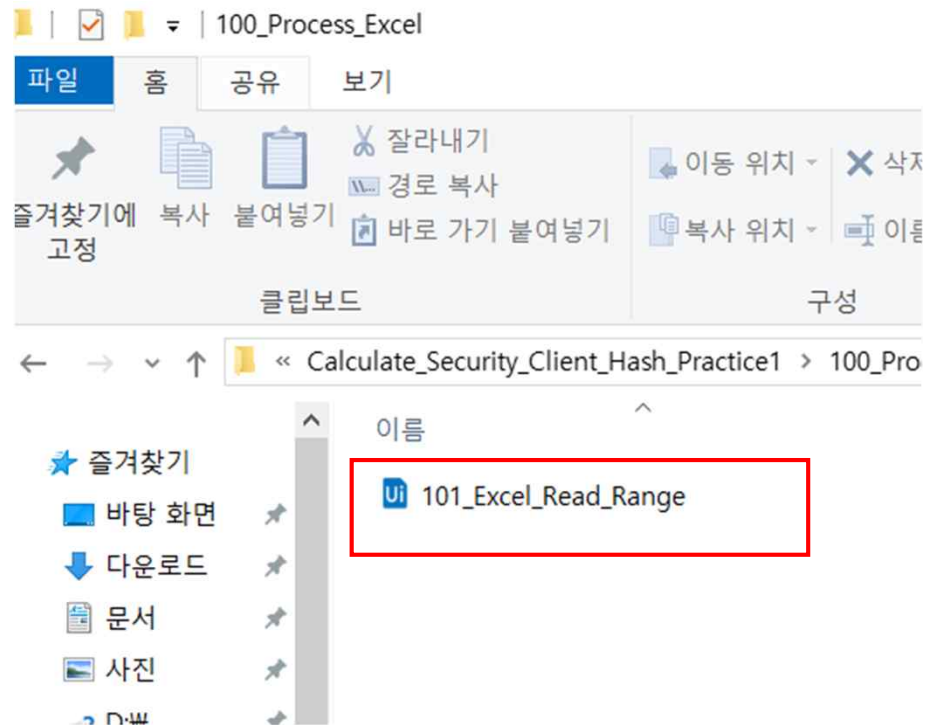 100_Process_Excel
파일 홈 공유 보기
즐겨찾기에
고정
복사
붙여넣기
잘라내기
경로 복사
바로 가기 붙여넣기
이동 위치
복사 위치
클립보드
구성
« Calculate_Security_Client_Hash_Practice1 > 100_Pro
이름
즐겨찾기
바탕 화면
다운로드
문서
사진
D:₩
Ui 101_Excel_Read_Range